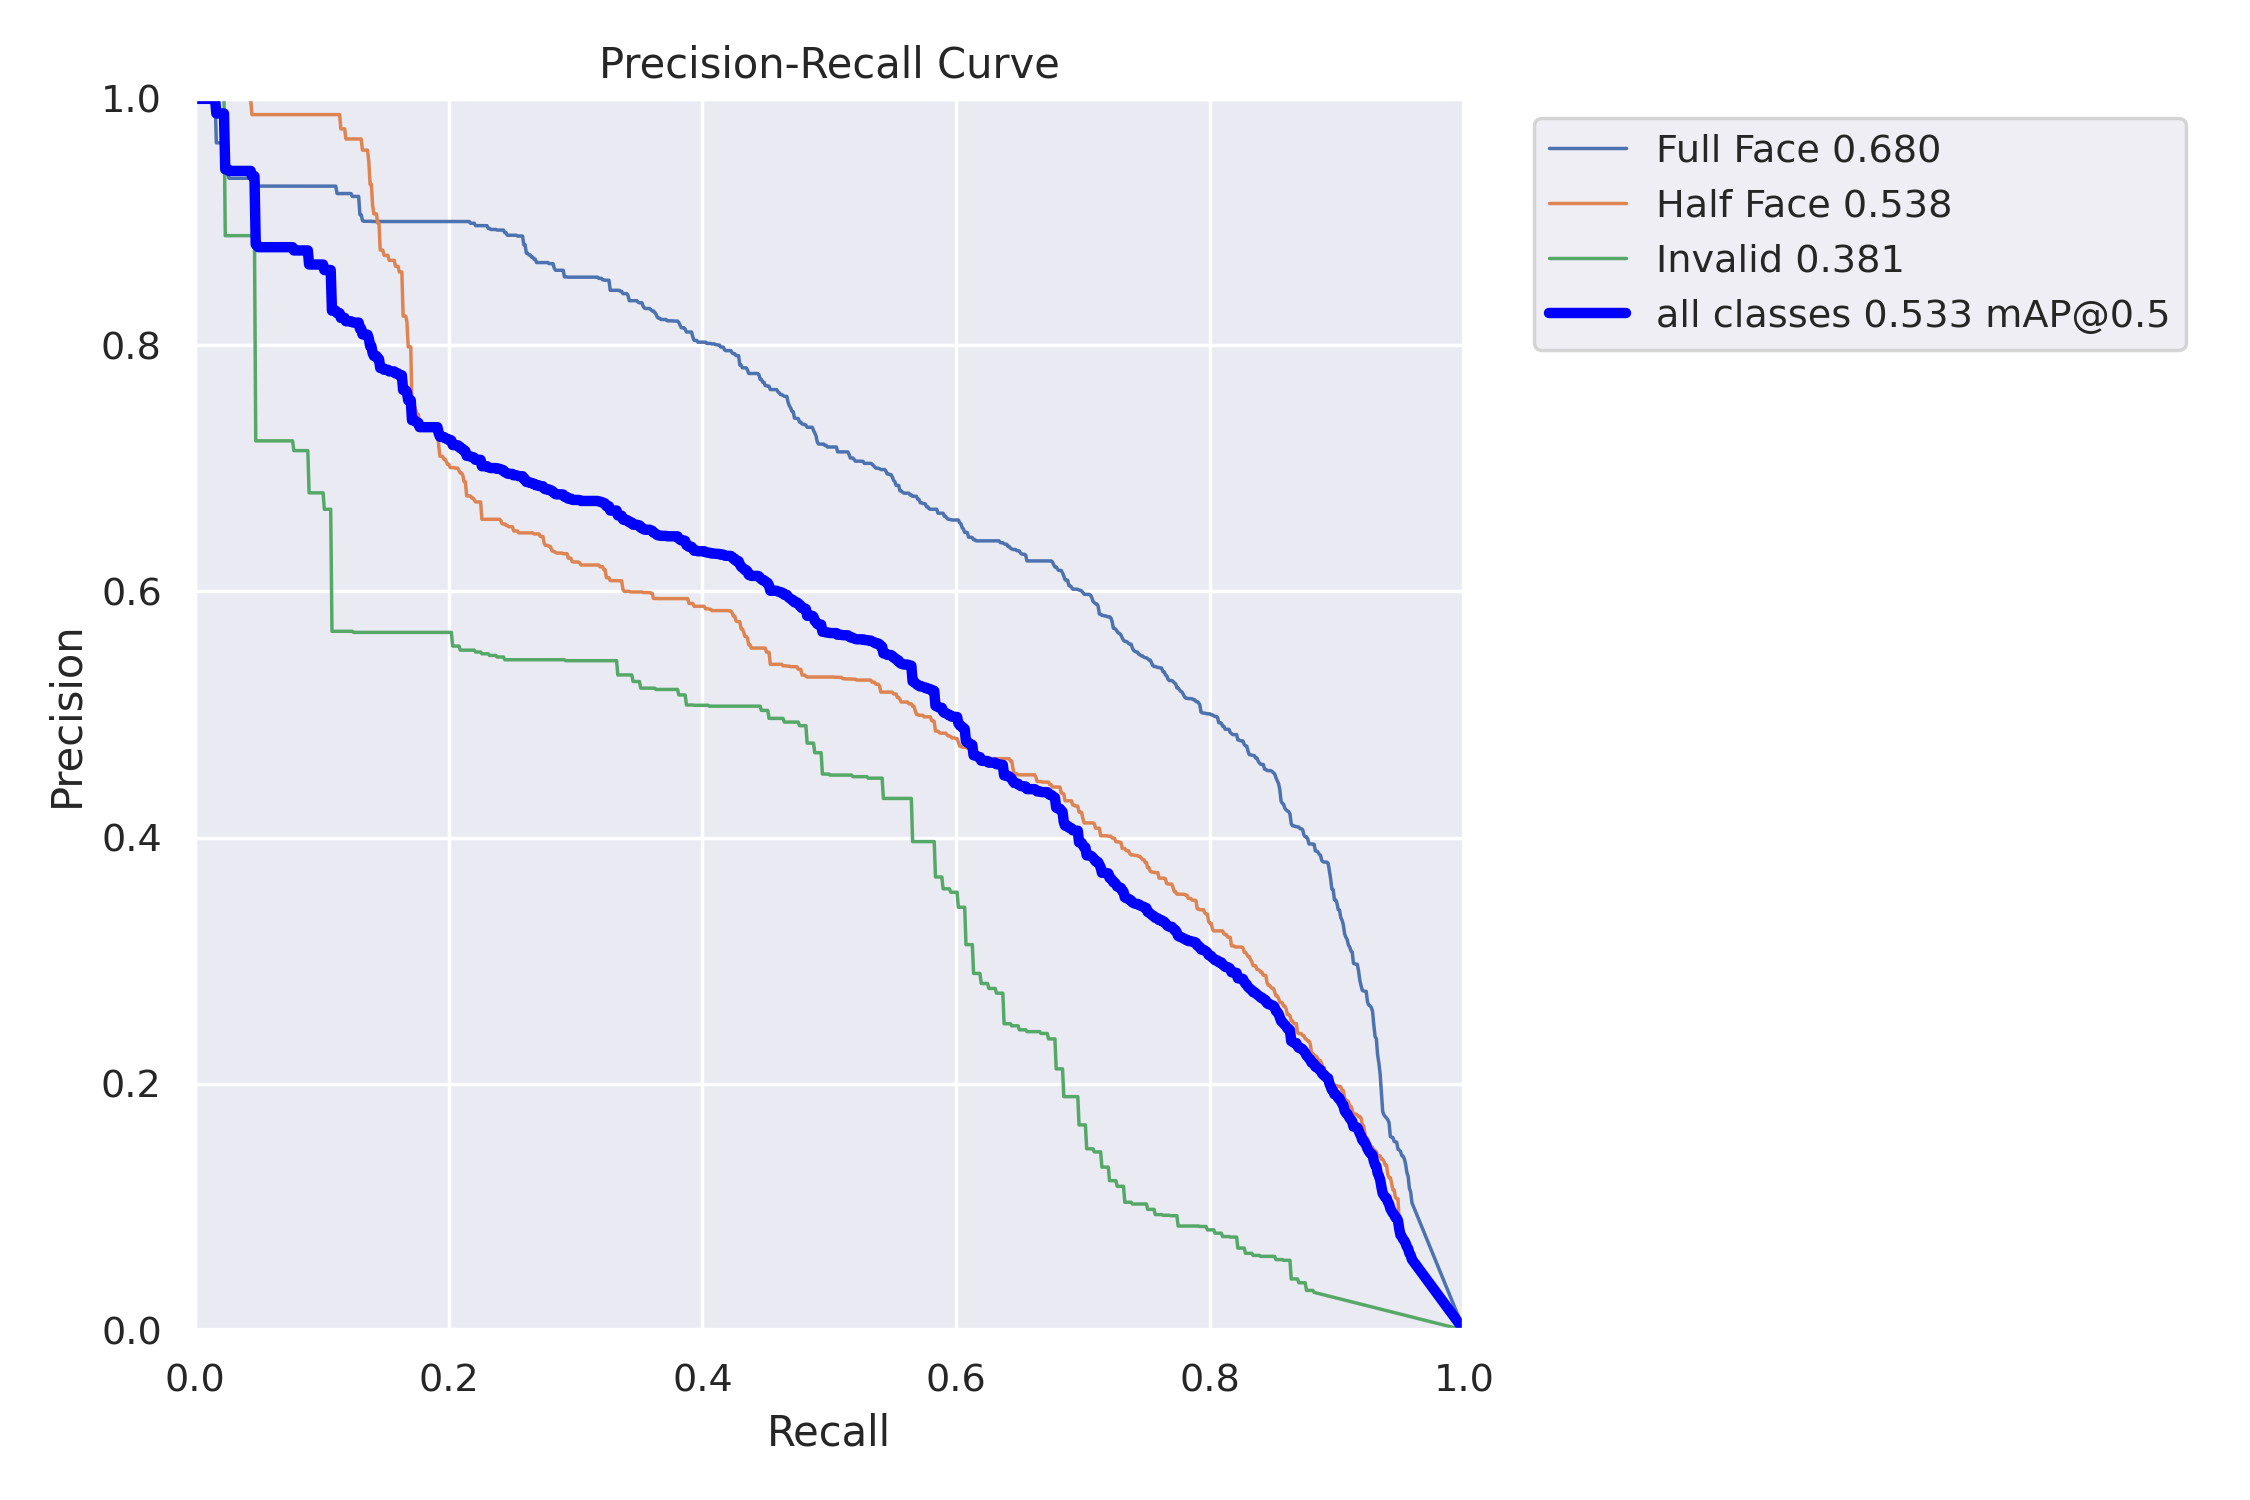 Precision-Recall Curve
1.0
0.8
0.6
0.4
0.2
0.0
Precision
0.0 0.2 0.4 0.6 0.8 1.0
Recall
Full Face 0.680
Half Face 0.538
Invalid 0.381
all classes 0.533 mAP@0.5